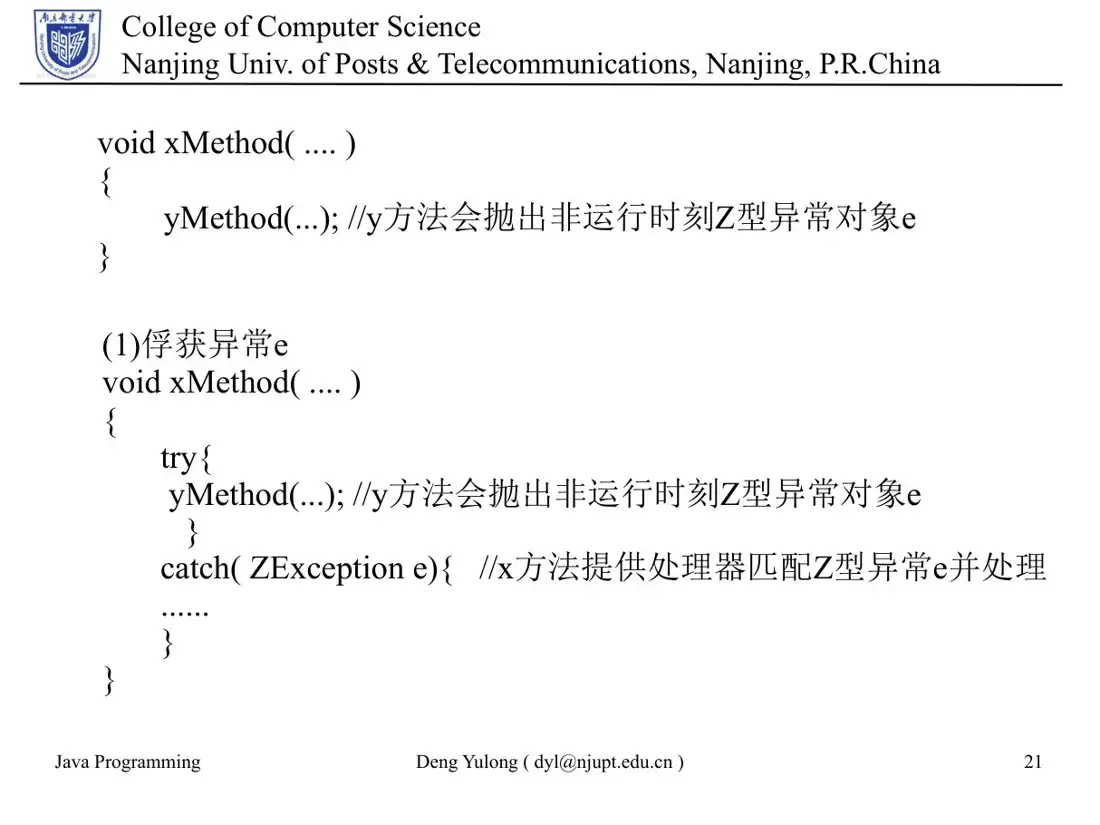 College of Computer Science
Nanjing Univ. of Posts & Telecommunications, Nanjing, P.R.China
void xMethod( .... )
{
yMethod(...); //y方法会抛出非运行时刻Z型异常对象e
}
(1)俘获异常e
void xMethod( .... )
{
try{
yMethod(...); //y方法会抛出非运行时刻Z型异常对象e
}
catch( ZException e){ //x方法提供处理器匹配Z型异常e并处理
......
}
}
Java Programming
Deng Yulong ( dyl@njupt.edu.cn )
21